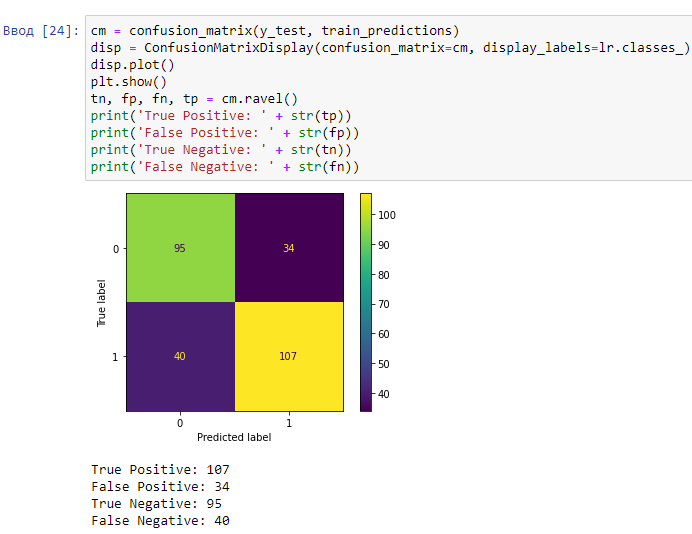 Ввод [24]: cm = confusion_matrix(y_test, train_predictions)
disp = ConfusionMatrixDisplay(confusion_matrix=cm, display_labels=lr.classes_)
disp.plot()
plt.show()
tn, fp, fn, tp = cm.ravel()
print('True Positive: ' + str(tp))
print('False Positive: ' + str(fp))
print('True Negative: ' + str(tn))
print('False Negative: ' + str(fn))
100
90
80
70
60
50
40
True label
0
1
95 34
40 107
0 1
Predicted label
True Positive: 107
False Positive: 34
True Negative: 95
False Negative: 40